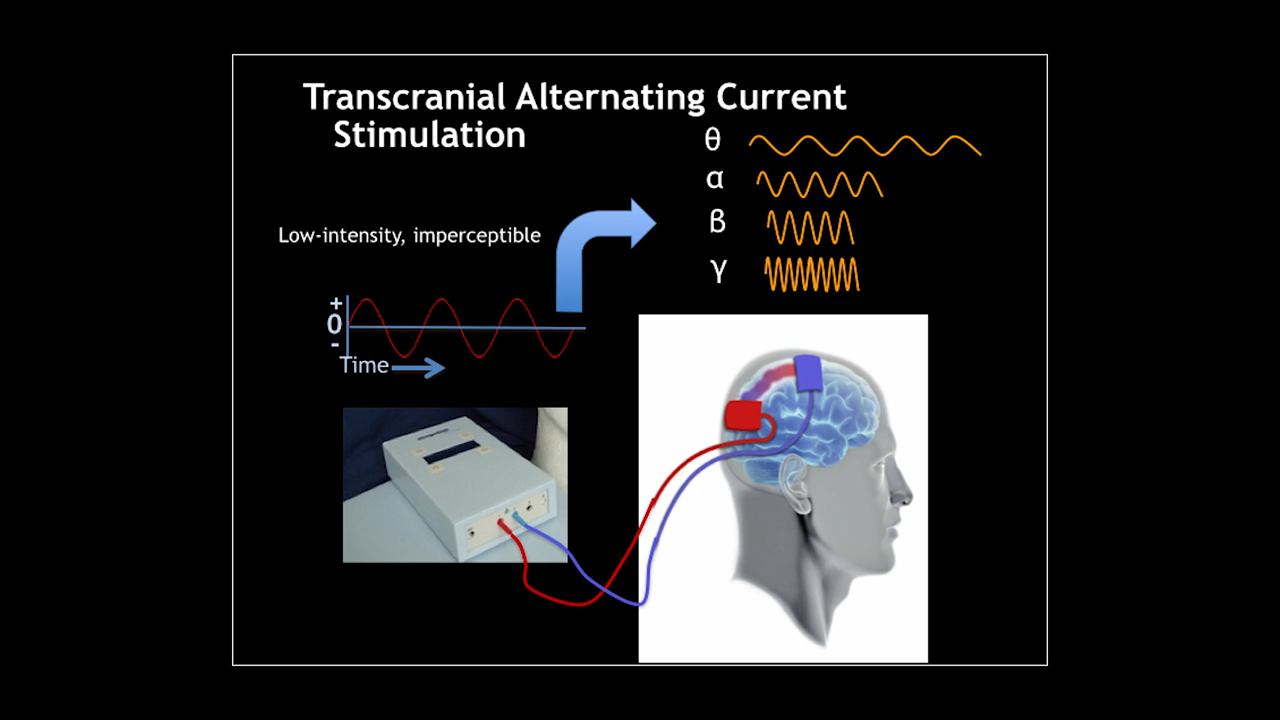 Transcranial Alternating Current
Stimulation
θ
α
β
γ
Low-intensity, imperceptible
+
0
-
Time